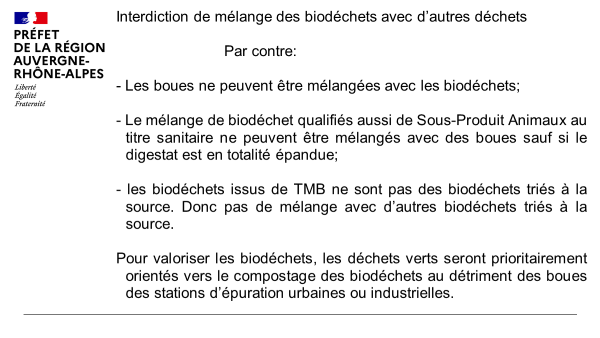 PRÉFET
DE LA RÉGION
AUVERGNE-
RHÔNE-ALPES
Liberté
Égalité
Fraternité
Interdiction de mélange des biodéchets avec d’autres déchets
Par contre:
- Les boues ne peuvent être mélangées avec les biodéchets;
- Le mélange de biodéchet qualifiés aussi de Sous-Produit Animaux au
titre sanitaire ne peuvent être mélangés avec des boues sauf si le
digestat est en totalité épandue;
- les biodéchets issus de TMB ne sont pas des biodéchets triés à la
source. Donc pas de mélange avec d’autres biodéchets triés à la
source.
Pour valoriser les biodéchets, les déchets verts seront prioritairement
orientés vers le compostage des biodéchets au détriment des boues
des stations d’épuration urbaines ou industrielles.